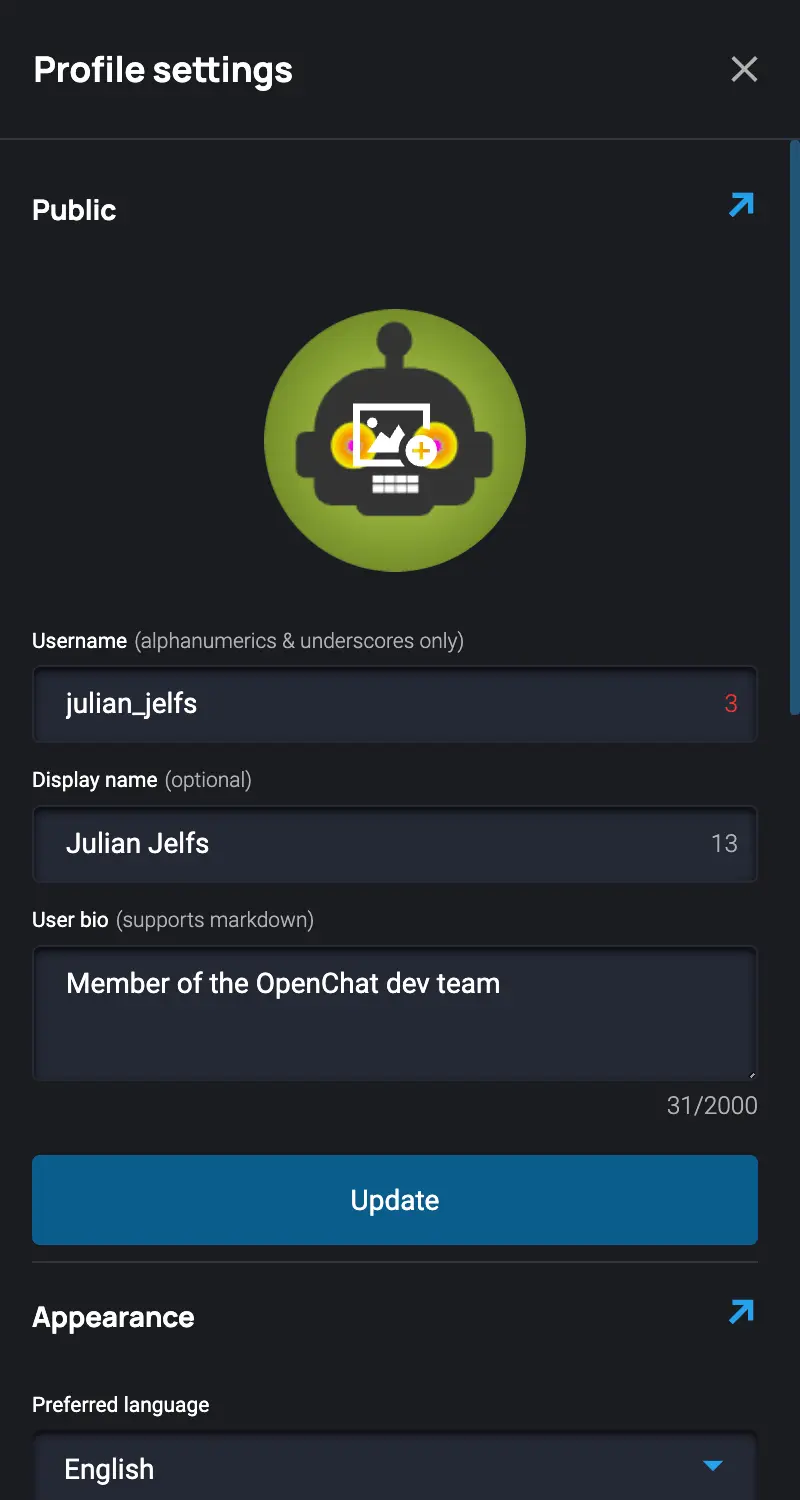 Profile settings
Public
Username (alphanumerics & underscores only)
julian_jelfs 3
Display name (optional)
Julian Jelfs 13
User bio (supports markdown)
Member of the OpenChat dev team
31/2000
Update
Appearance
Preferred language
English